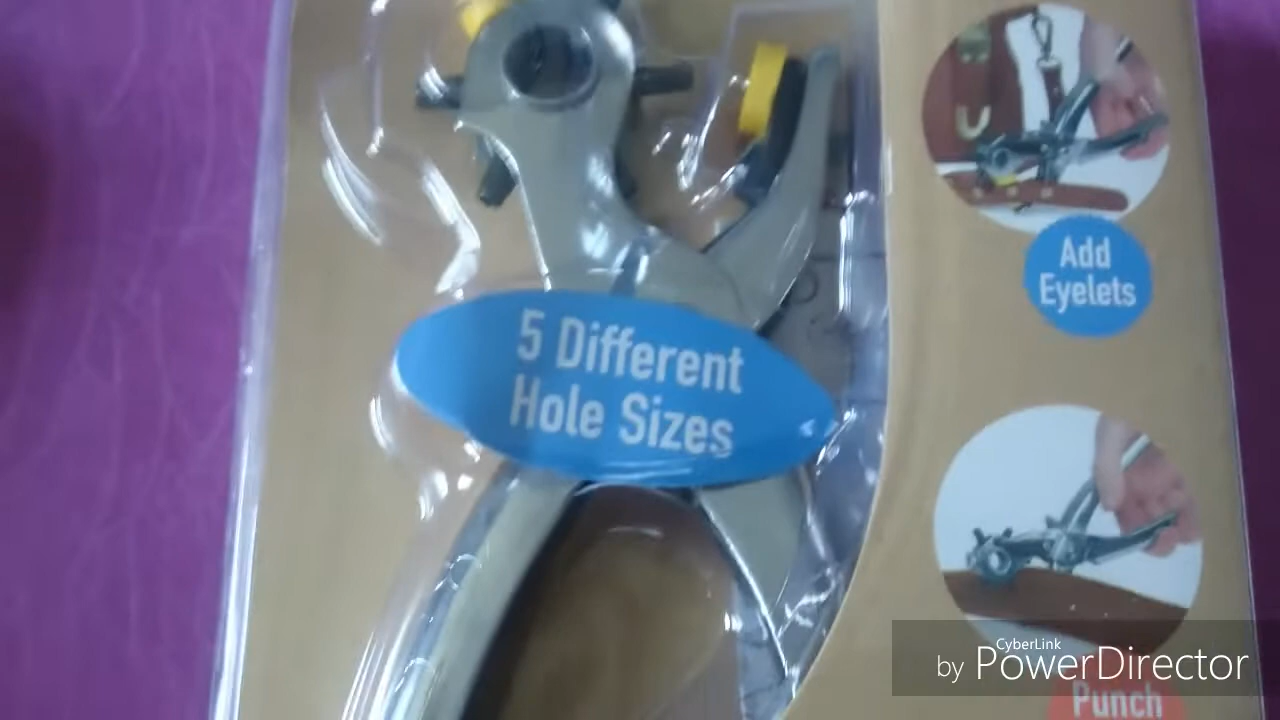 Add
Eyelets
5 Different
Hole Sizes
CyberLink
by PowerDirector
Punch